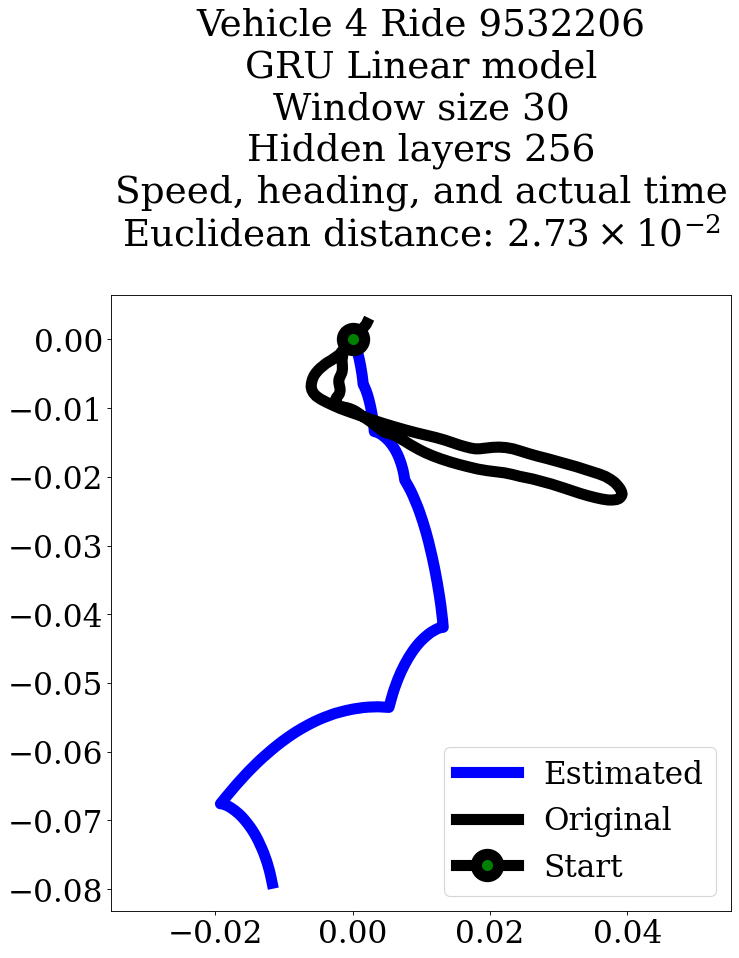 Vehicle 4 Ride 9532206
GRU Linear model
Window size 30
Hidden layers 256
Speed, heading, and actual time
Euclidean distance: 2.73 × 10⁻²
0.00
−0.01
−0.02
−0.03
−0.04
−0.05
−0.06
−0.07
−0.08
Estimated
Original
Start
−0.02 0.00 0.02 0.04